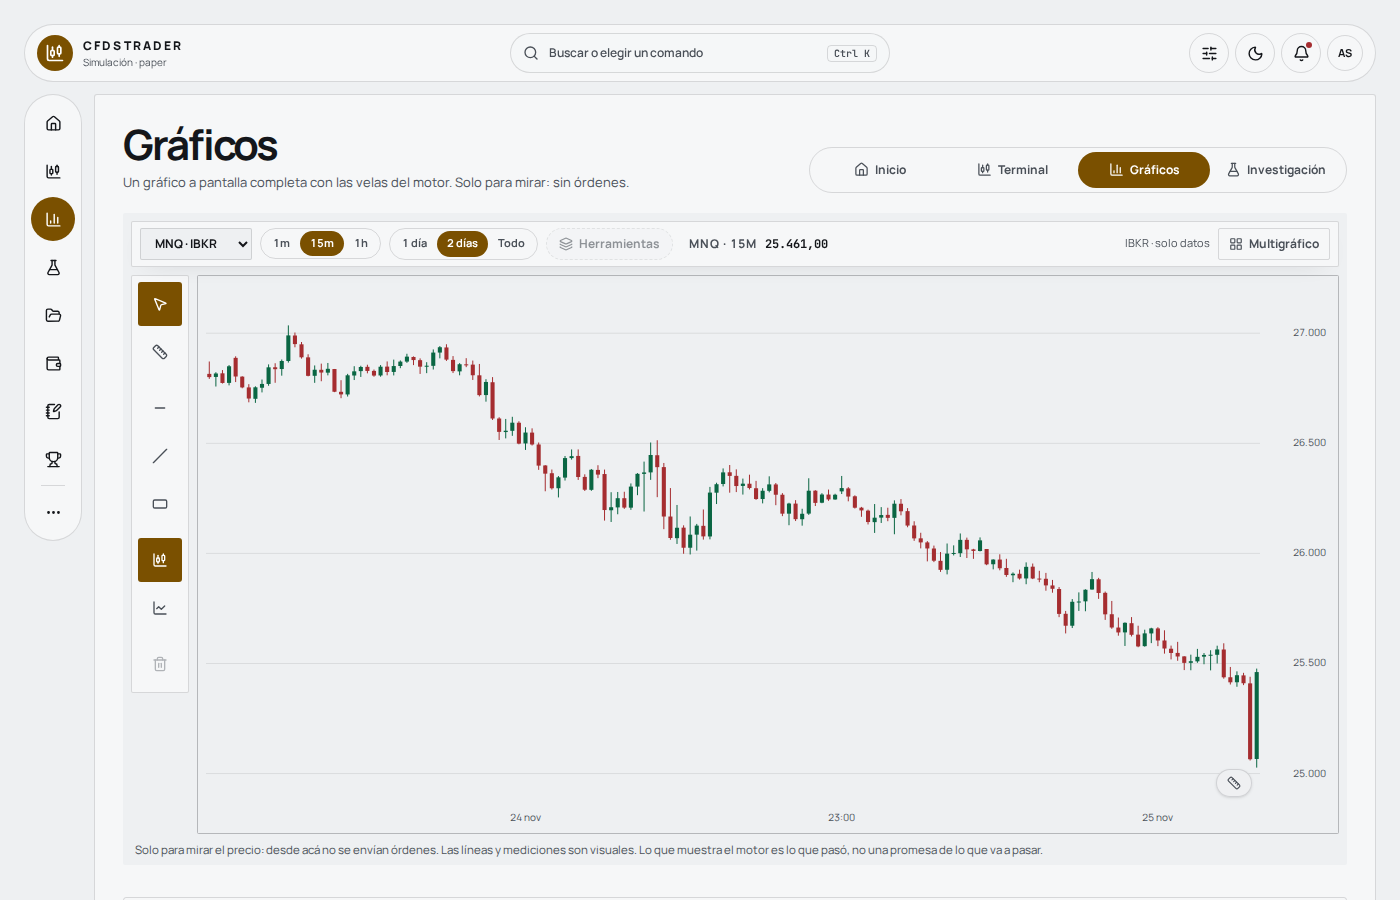 CFDSTRADER
Simulación · paper
Buscar o elegir un comando
Ctrl K
AS
Gráficos
Un gráfico a pantalla completa con las velas del motor. Solo para mirar: sin órdenes.
Inicio
Terminal
Gráficos
Investigación
MNQ · IBKR
1m
15m
1h
1 día
2 días
Todo
Herramientas
MNQ · 15M 25.461,00
IBKR · solo datos
Multigráfico
27.000
26.500
26.000
25.500
25.000
24 nov
23:00
25 nov
Solo para mirar el precio: desde acá no se envían órdenes. Las líneas y mediciones son visuales. Lo que muestra el motor es lo que pasó, no una promesa de lo que va a pasar.